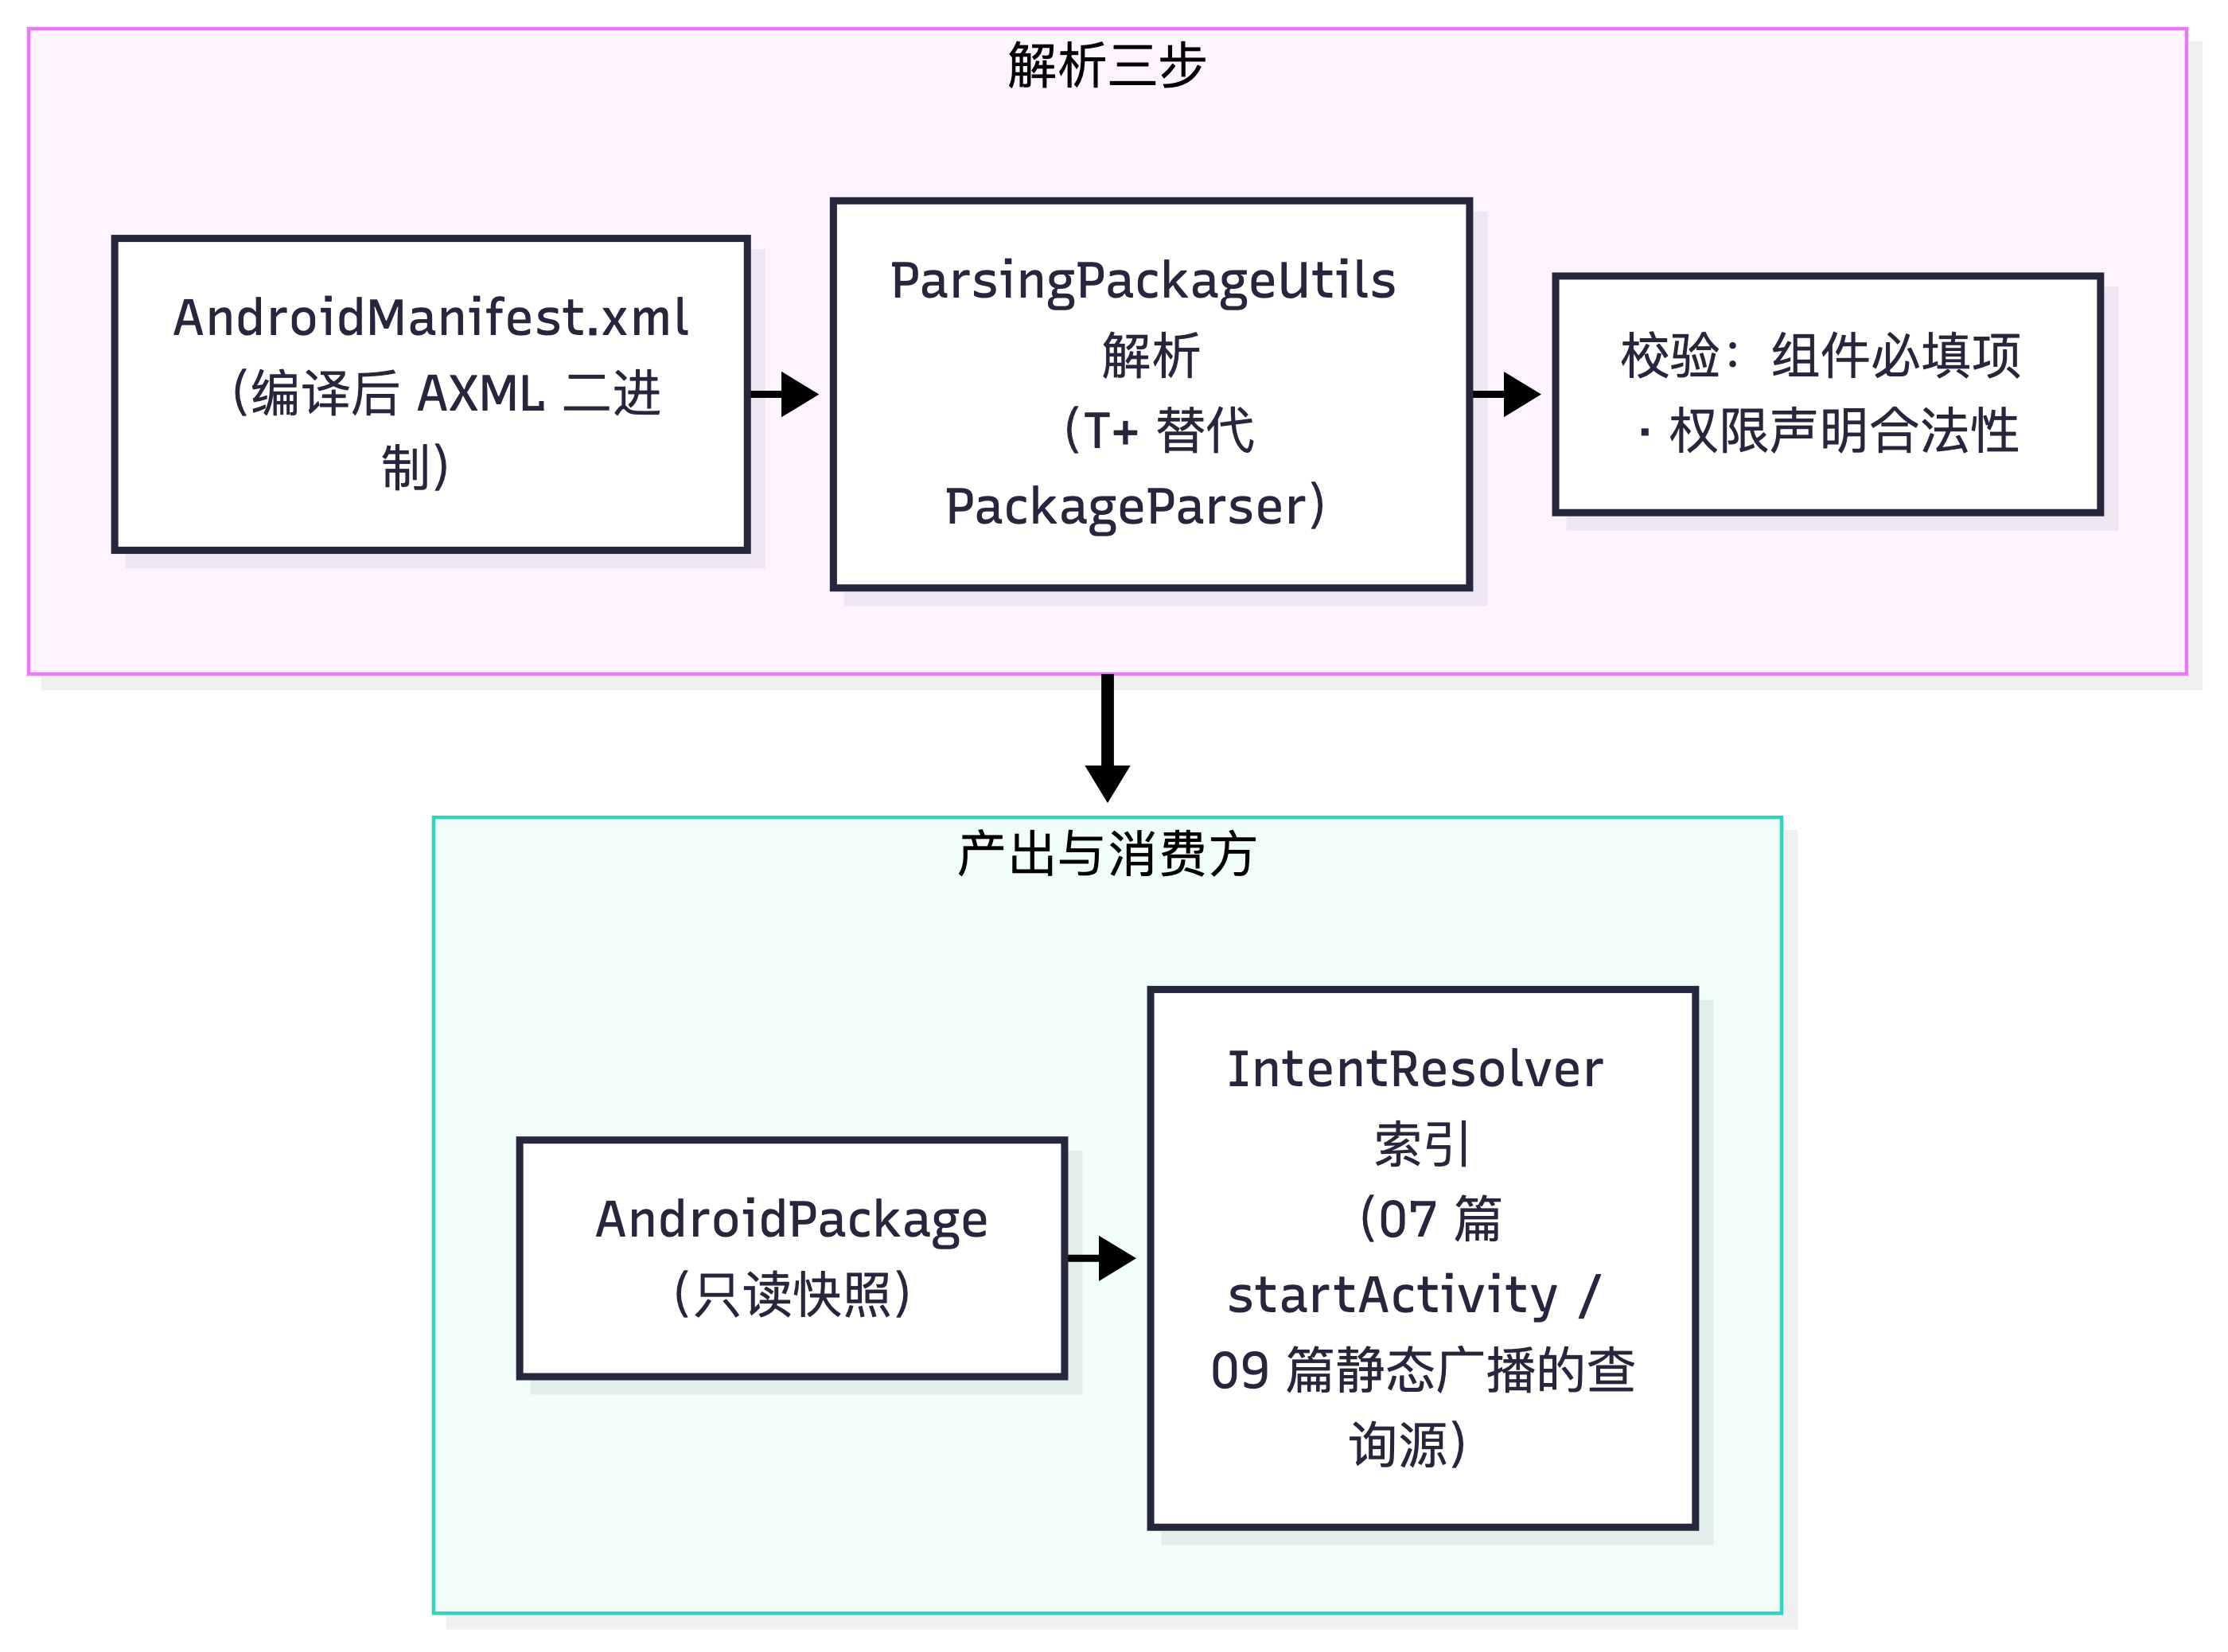 解析三步
AndroidManifest.xml
(编译后 AXML 二进
制)
ParsingPackageUtils
解析
(T+ 替代
PackageParser)
校验：组件必填项
· 权限声明合法性
产出与消费方
AndroidPackage
(只读快照)
IntentResolver
索引
(07 篇
startActivity /
09 篇静态广播的查
询源)